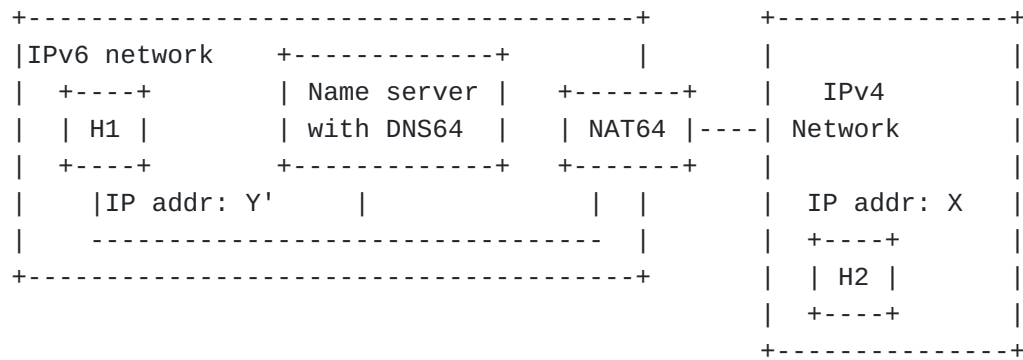 +---------------------------------------+       +---------------+
|IPv6 network    +-------------+        |       |               |
|  +----+        | Name server |   +-------+    |   IPv4        |
|  | H1 |        | with DNS64  |   | NAT64 |----| Network       |
|  +----+        +-------------+   +-------+    |               |
|    |IP addr: Y'     |              |  |       |  IP addr: X   |
|    ---------------------------------  |       |  +----+       |
+---------------------------------------+       |  | H2 |       |
                                                |  +----+       |
                                                +---------------+